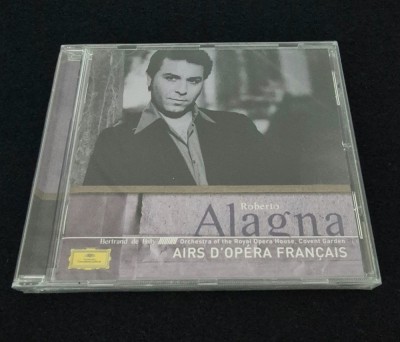 Roberto
Alagna
Bertrand de Billy Orchestra of the Royal Opera House, Covent Garden
AIRS D'OPÉRA FRANÇAIS